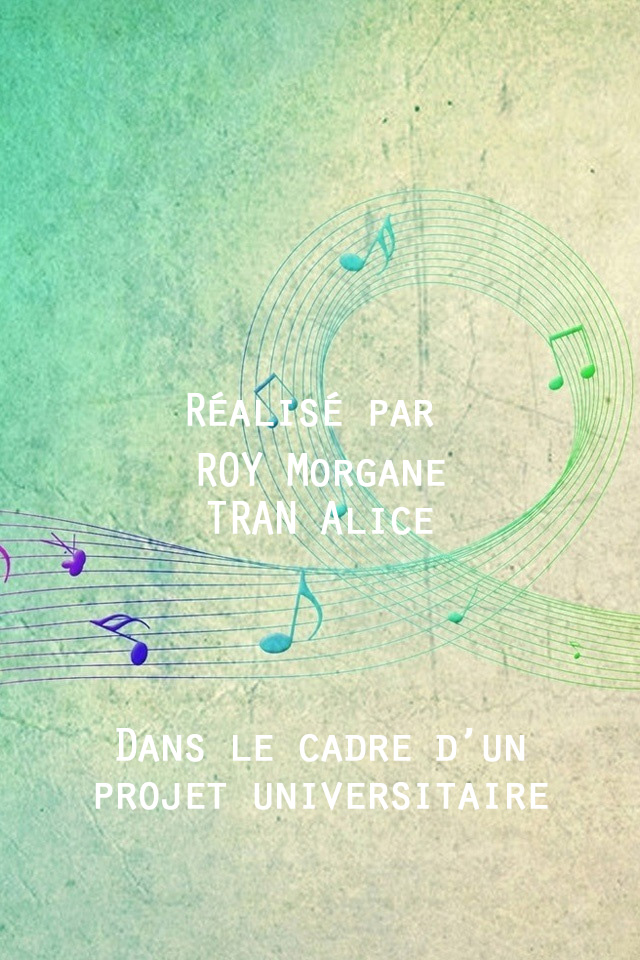 Réalisé par
ROY Morgane
TRAN Alice
Dans le cadre d'un
projet universitaire